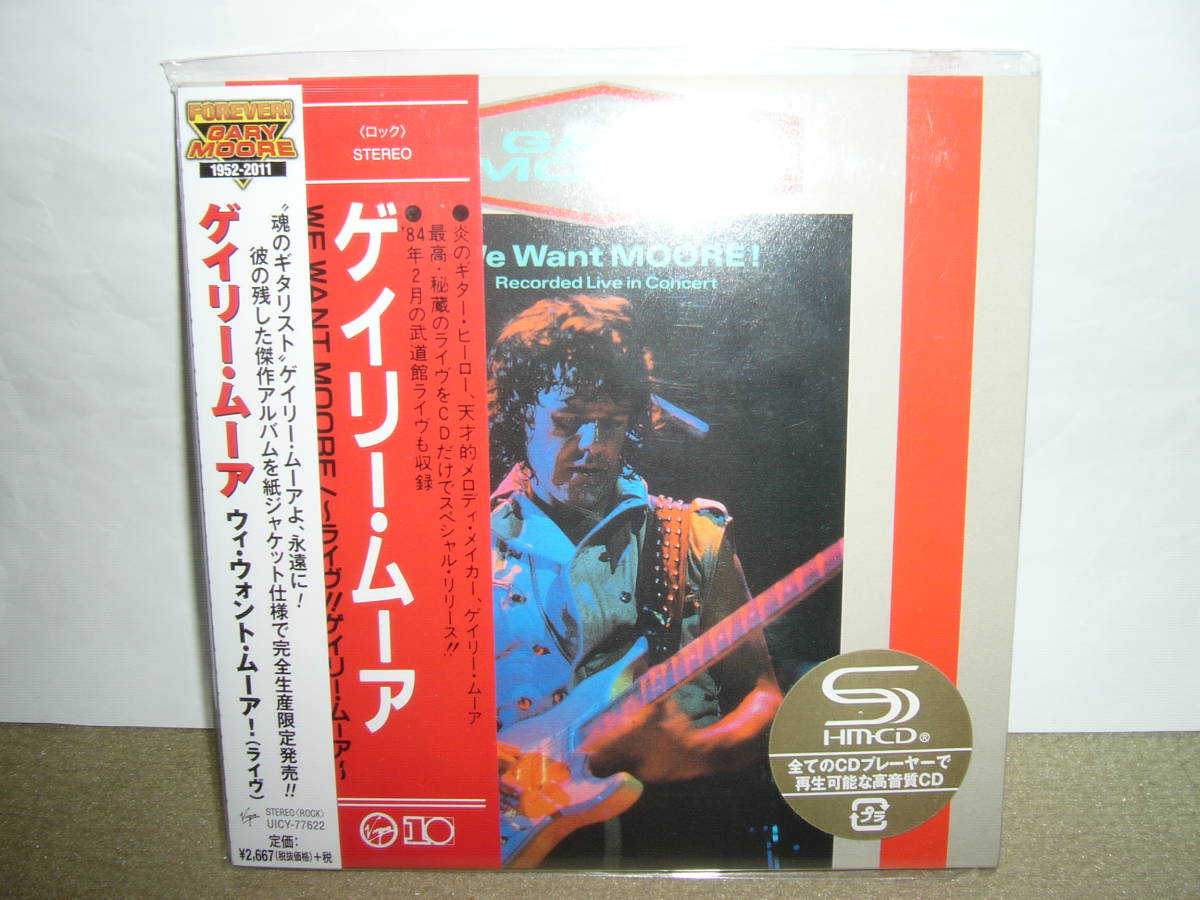 FOREVER!
GARY
MOORE
1952-2011
ゲイリー・ムーア ウィ・ウォント・ムーア!(ライヴ)
“魂のギタリスト”ゲイリー・ムーアよ、永遠に!
彼の残した傑作アルバムを紙ジャケット仕様で完全生産限定発売!!
Virgin
STEREO〈ROCK〉
UICY-77622
定価:
¥2,667(税抜価格)+税
〈ロック〉
STEREO
●炎のギター・ヒーロー、天才的メロディ・メイカー、ゲイリー・ムーア
最高・秘蔵のライヴをCDだけでスペシャル・リリース!!
●'84年2月の武道館ライヴも収録
ゲイリー・ムーア
WE WANT MOORE/〜ライヴ!!ゲイリー・ムーア〜
Virgin
10
We Want MOORE!
Recorded Live in Concert
SHM-CD®
全てのCDプレーヤーで
再生可能な高音質CD
プラ